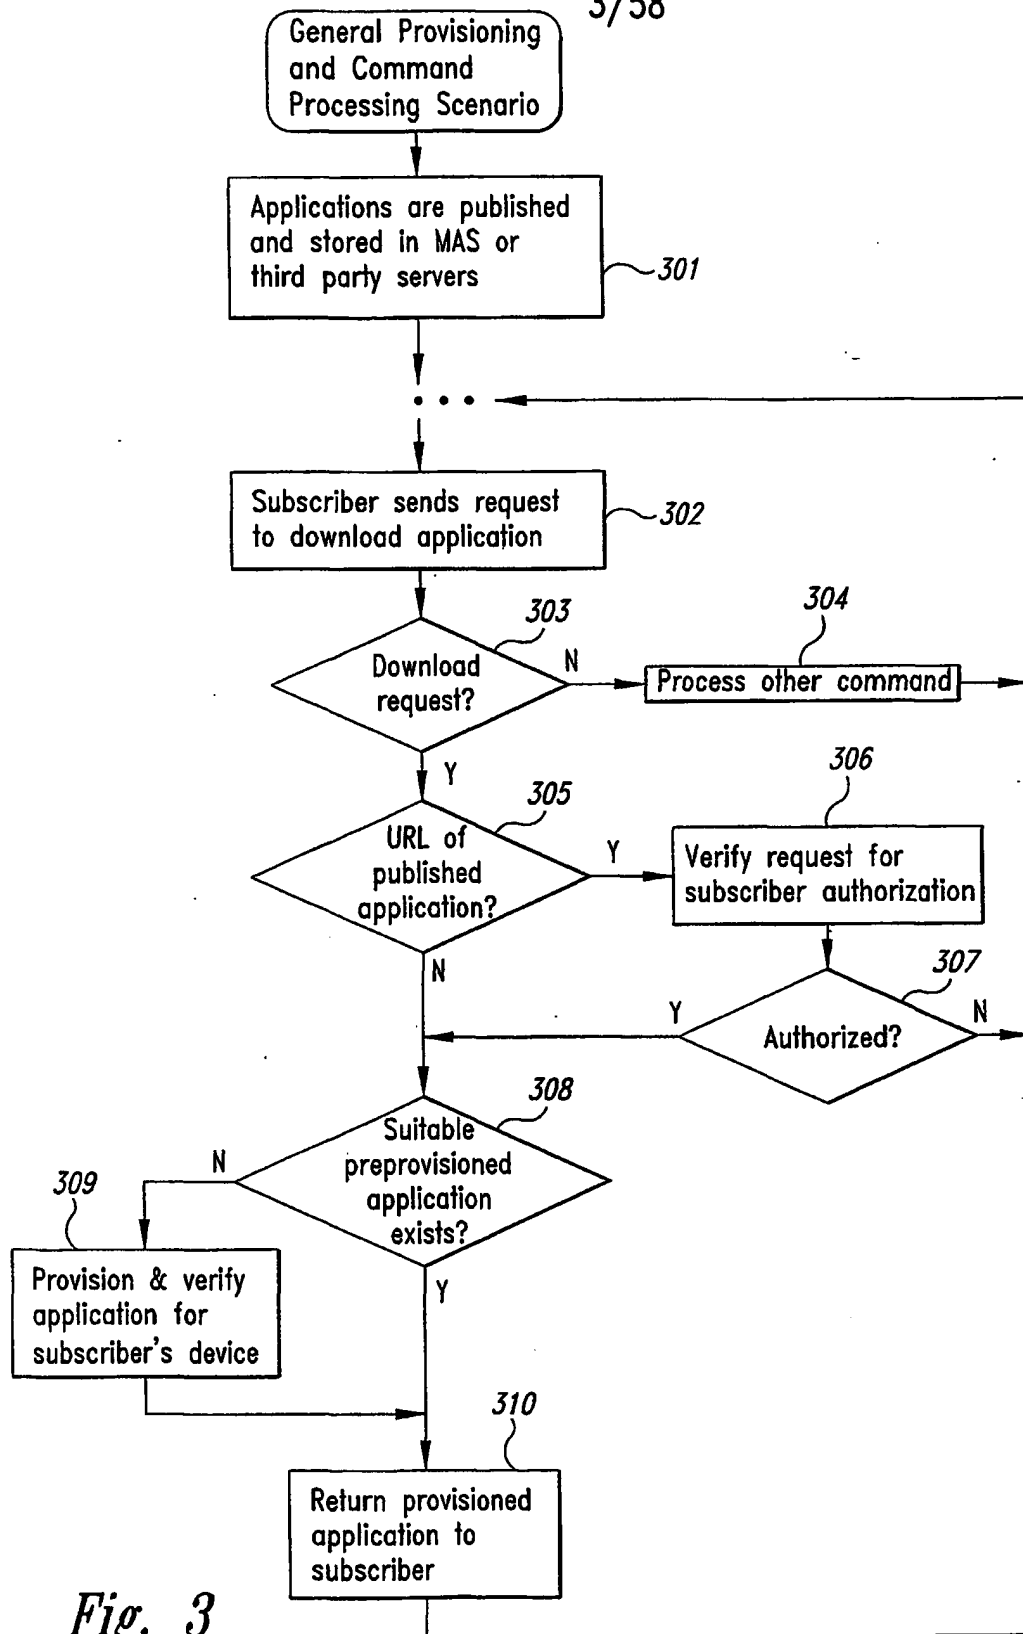 3/58
General Provisioning
and Command
Processing Scenario
Applications are published
and stored in MAS or
third party servers
301
Subscriber sends request
to download application
302
303
304
Download
request?
N
Process other command
Y
305
306
URL of
published
application?
Y
Verify request for
subscriber authorization
N
307
Y
Authorized?
N
308
Suitable
preprovisioned
application
exists?
N
309
Provision & verify
application for
subscriber's device
Y
310
Return provisioned
application to
subscriber
Fig. 3